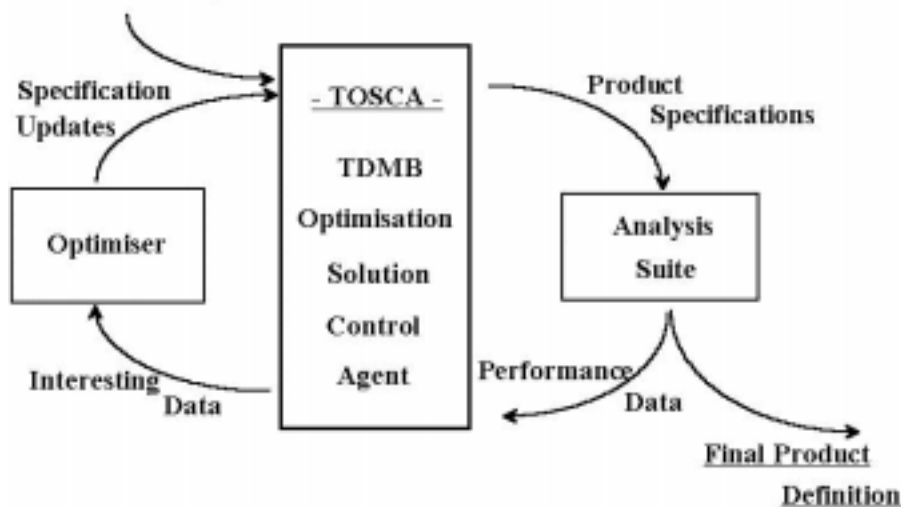 Specification
Updates
Optimiser
Interesting
Data
- TOSCA -
TDMB
Optimisation
Solution
Control
Agent
Product
Specifications
Analysis
Suite
Performance
Data
Final Product
Definition